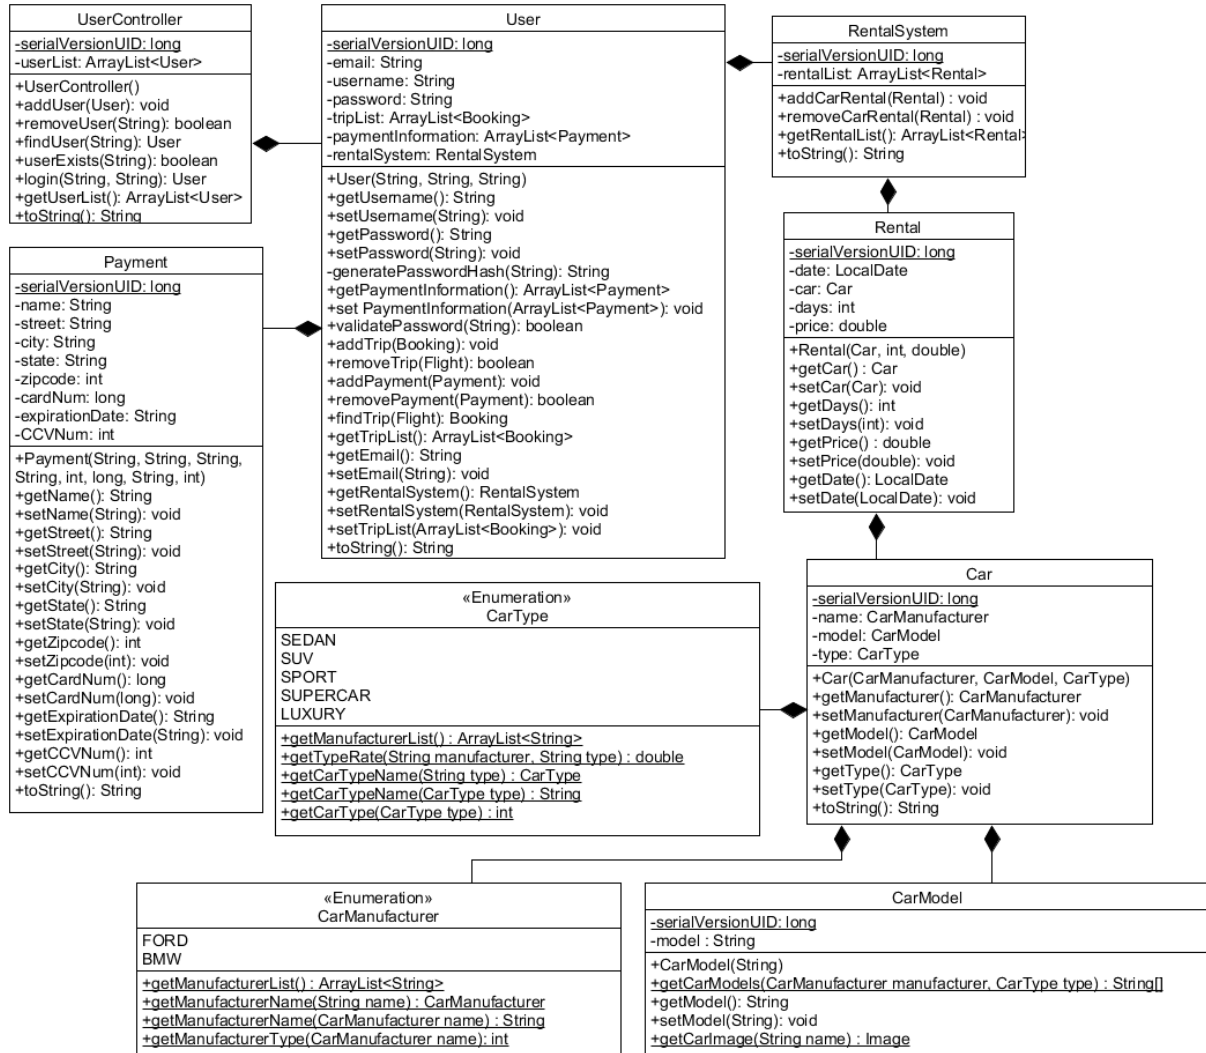 UserController
-serialVersionUID: long
-userList: ArrayList<User>
+UserController()
+addUser(User): void
+removeUser(String): boolean
+findUser(String): User
+userExists(String): boolean
+login(String, String): User
+getUserList(): ArrayList<User>
+toString(): String
User
-serialVersionUID: long
-email: String
-username: String
-password: String
-tripList: ArrayList<Booking>
-paymentInformation: ArrayList<Payment>
-rentalSystem: RentalSystem
+User(String, String, String)
+getUsername(): String
+setUsername(String): void
+getPassword(): String
+setPassword(String): void
-generatePasswordHash(String): String
+getPaymentInformation(): ArrayList<Payment>
+set PaymentInformation(ArrayList<Payment>): void
+validatePassword(String): boolean
+addTrip(Booking): void
+removeTrip(Flight): boolean
+addPayment(Payment): void
+removePayment(Payment): boolean
+findTrip(Flight): Booking
+getTripList(): ArrayList<Booking>
+getEmail(): String
+setEmail(String): void
+getRentalSystem(): RentalSystem
+setRentalSystem(RentalSystem): void
+setTripList(ArrayList<Booking>): void
+toString(): String
RentalSystem
-serialVersionUID: long
-rentalList: ArrayList<Rental>
+addCarRental(Rental) : void
+removeCarRental(Rental) : void
+getRentalList(): ArrayList<Rental>
+toString(): String
Rental
-serialVersionUID: long
-date: LocalDate
-car: Car
-days: int
-price: double
+Rental(Car, int, double)
+getCar() : Car
+setCar(Car): void
+getDays(): int
+setDays(int): void
+getPrice() : double
+setPrice(double): void
+getDate(): LocalDate
+setDate(LocalDate): void
Payment
-serialVersionUID: long
-name: String
-street: String
-city: String
-state: String
-zipcode: int
-cardNum: long
-expirationDate: String
-CCVNum: int
+Payment(String, String, String,
String, int, long, String, int)
+getName(): String
+setName(String): void
+getStreet(): String
+setStreet(String): void
+getCity(): String
+setCity(String): void
+getState(): String
+setState(String): void
+getZipcode(): int
+setZipcode(int): void
+getCardNum(): long
+setCardNum(long): void
+getExpirationDate(): String
+setExpirationDate(String): void
+getCCVNum(): int
+setCCVNum(int): void
+toString(): String
«Enumeration»
CarType
SEDAN
SUV
SPORT
SUPERCAR
LUXURY
+getManufacturerList() : ArrayList<String>
+getTypeRate(String manufacturer, String type) : double
+getCarTypeName(String type) : CarType
+getCarTypeName(CarType type) : String
+getCarType(CarType type) : int
Car
-serialVersionUID: long
-name: CarManufacturer
-model: CarModel
-type: CarType
+Car(CarManufacturer, CarModel, CarType)
+getManufacturer(): CarManufacturer
+setManufacturer(CarManufacturer): void
+getModel(): CarModel
+setModel(CarModel): void
+getType(): CarType
+setType(CarType): void
+toString(): String
«Enumeration»
CarManufacturer
FORD
BMW
+getManufacturerList() : ArrayList<String>
+getManufacturerName(String name) : CarManufacturer
+getManufacturerName(CarManufacturer name) : String
+getManufacturerType(CarManufacturer name): int
CarModel
-serialVersionUID: long
-model : String
+CarModel(String)
+getCarModels(CarManufacturer manufacturer, CarType type) : String[]
+getModel(): String
+setModel(String): void
+getCarImage(String name) : Image